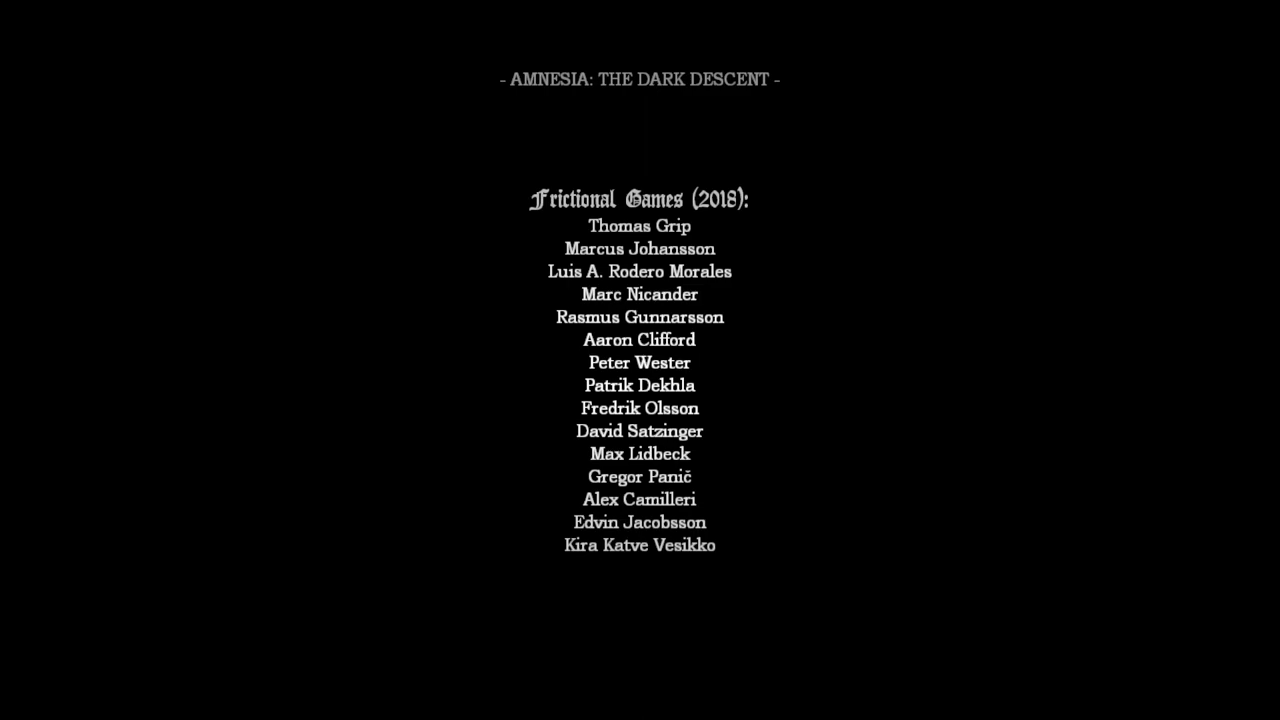 - AMNESIA: THE DARK DESCENT -
Frictional Games (2018):
Thomas Grip
Marcus Johansson
Luis A. Rodero Morales
Marc Nicander
Rasmus Gunnarsson
Aaron Clifford
Peter Wester
Patrik Dekhla
Fredrik Olsson
David Satzinger
Max Lidbeck
Gregor Panič
Alex Camilleri
Edvin Jacobsson
Kira Katve Vesikko